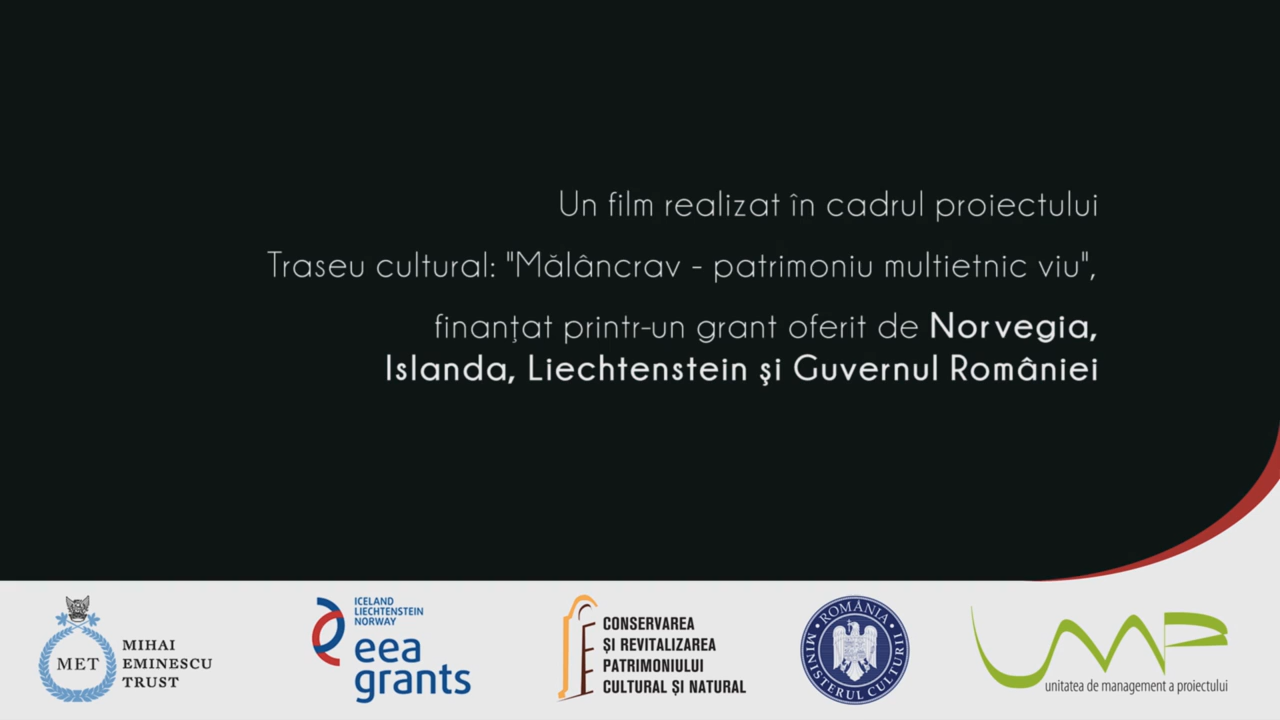 Un film realizat în cadrul proiectului
Traseu cultural: "Mălâncrav - patrimoniu multietnic viu",
finanţat printr-un grant oferit de Norvegia,
Islanda, Liechtenstein şi Guvernul României
MET
MIHAI
EMINESCU
TRUST
ICELAND
LIECHTENSTEIN
NORWAY
eea
grants
CONSERVAREA
ŞI REVITALIZAREA
PATRIMONIULUI
CULTURAL ŞI NATURAL
ROMÂNIA
MINISTERUL CULTURII
UMP
unitatea de management a proiectului